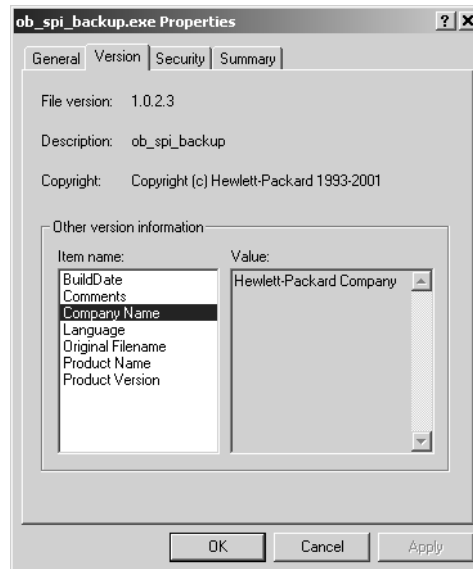 ob_spi_backup.exe Properties
General Version Security Summary
File version: 1.0.2.3
Description: ob_spi_backup
Copyright: Copyright (c) Hewlett-Packard 1993-2001
Other version information
Item name: Value:
BuildDate Hewlett-Packard Company
Comments
Company Name
Language
Original Filename
Product Name
Product Version
OK Cancel Apply